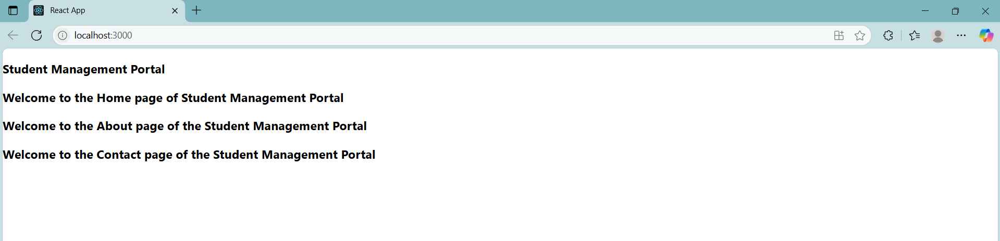 React App
localhost:3000
Student Management Portal
Welcome to the Home page of Student Management Portal
Welcome to the About page of the Student Management Portal
Welcome to the Contact page of the Student Management Portal